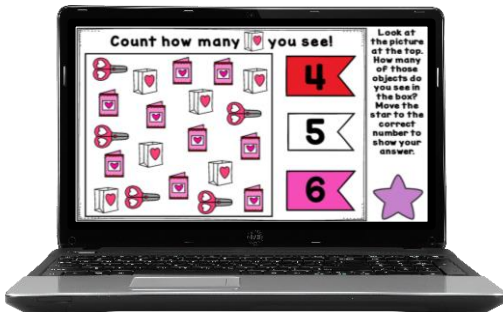 Count how many you see!
4
5
6
Look at
the picture
at the top.
How many
of those
objects do
you see in
the box?
Move the
star to the
correct
number to
show your
answer.
hp